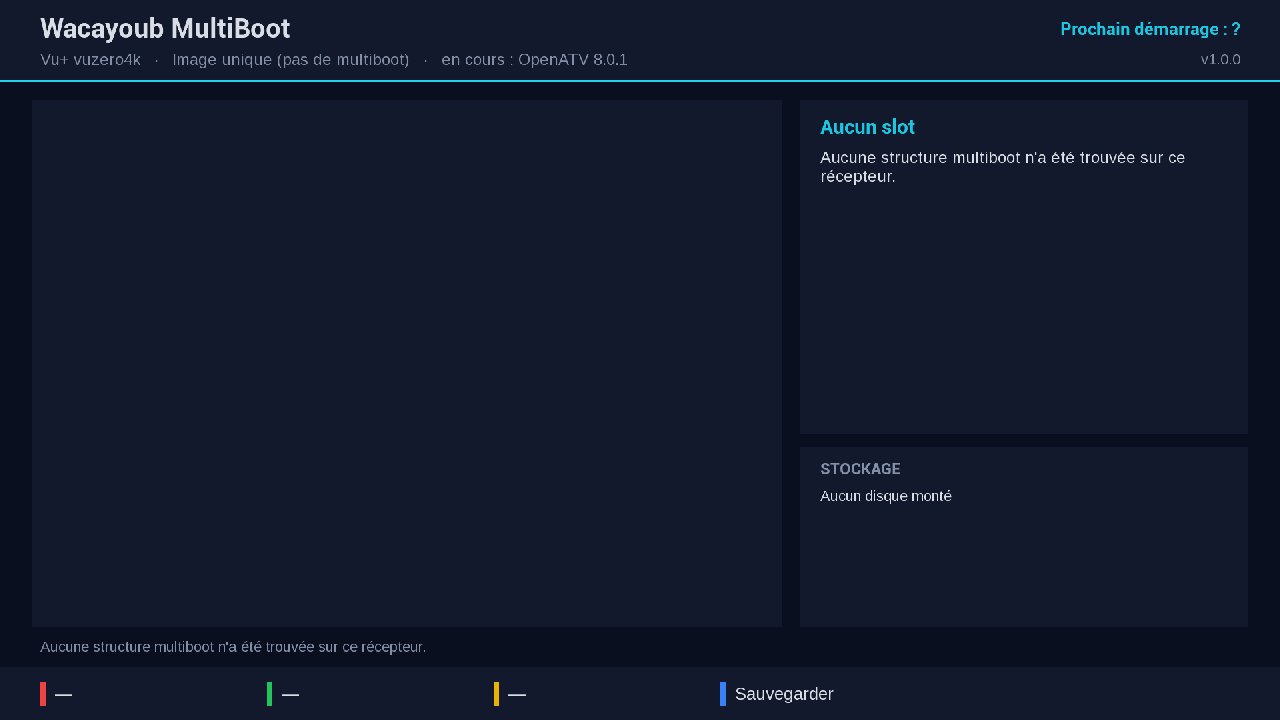 Wacayoub MultiBoot
Prochain démarrage : ?
Vu+ vuzero4k · Image unique (pas de multiboot) · en cours : OpenATV 8.0.1
v1.0.0
Aucun slot
Aucune structure multiboot n'a été trouvée sur ce
récepteur.
STOCKAGE
Aucun disque monté
Aucune structure multiboot n'a été trouvée sur ce récepteur.
— — — Sauvegarder